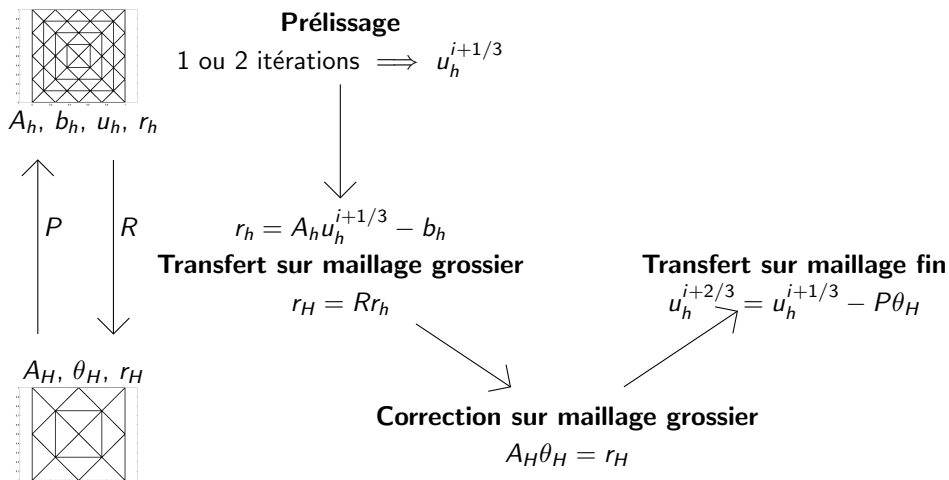 Prélissage
1 ou 2 itérations ⟹ u_h^{i+1/3}
A_h, b_h, u_h, r_h
P
R
r_h = A_h u_h^{i+1/3} − b_h
Transfert sur maillage grossier
r_H = Rr_h
Transfert sur maillage fin
u_h^{i+2/3} = u_h^{i+1/3} − Pθ_H
A_H, θ_H, r_H
Correction sur maillage grossier
A_H θ_H = r_H